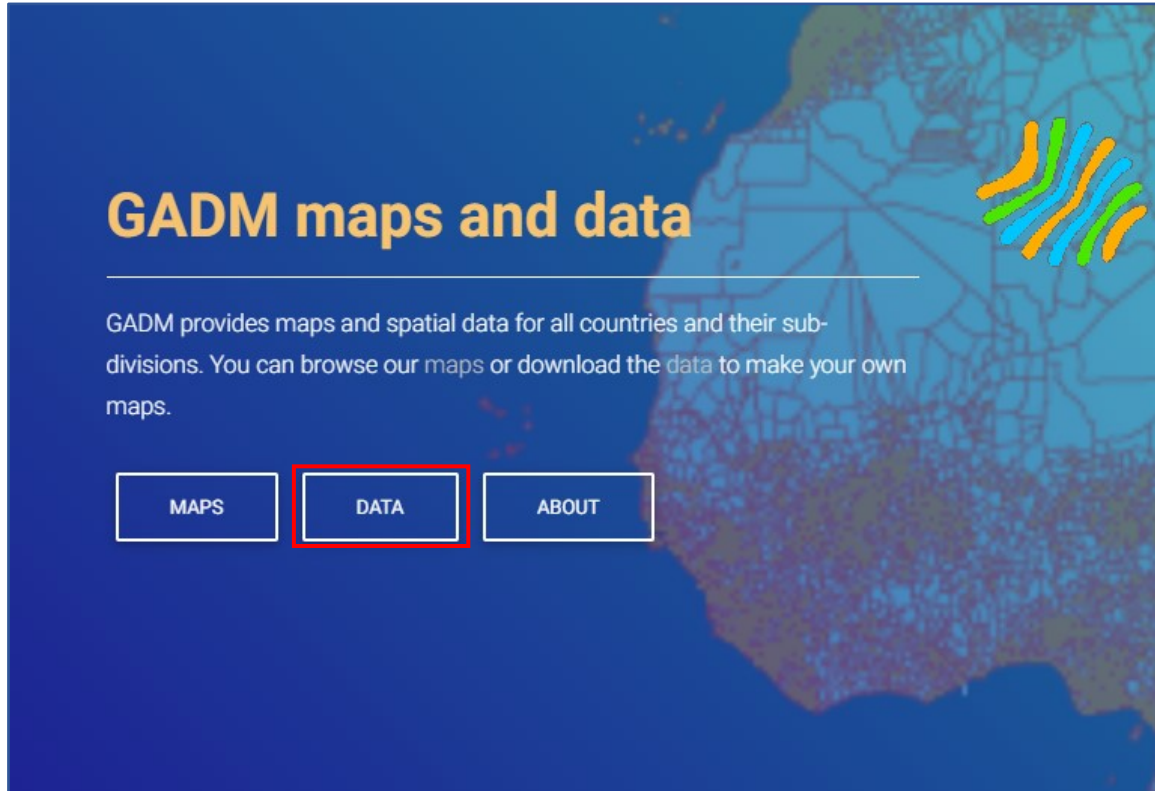 GADM maps and data
GADM provides maps and spatial data for all countries and their sub-
divisions. You can browse our maps or download the data to make your own
maps.
MAPS
DATA
ABOUT